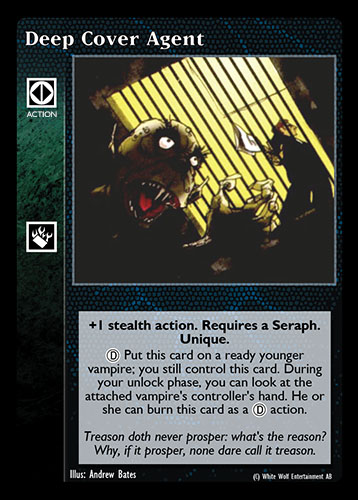 Deep Cover Agent
ACTION
+1 stealth action. Requires a Seraph.
Unique.
Ⓓ Put this card on a ready younger
vampire; you still control this card. During
your unlock phase, you can look at the
attached vampire's controller's hand. He or
she can burn this card as a Ⓓ action.
Treason doth never prosper: what's the reason?
Why, if it prosper, none dare call it treason.
Illus: Andrew Bates
(C) White Wolf Entertainment AB